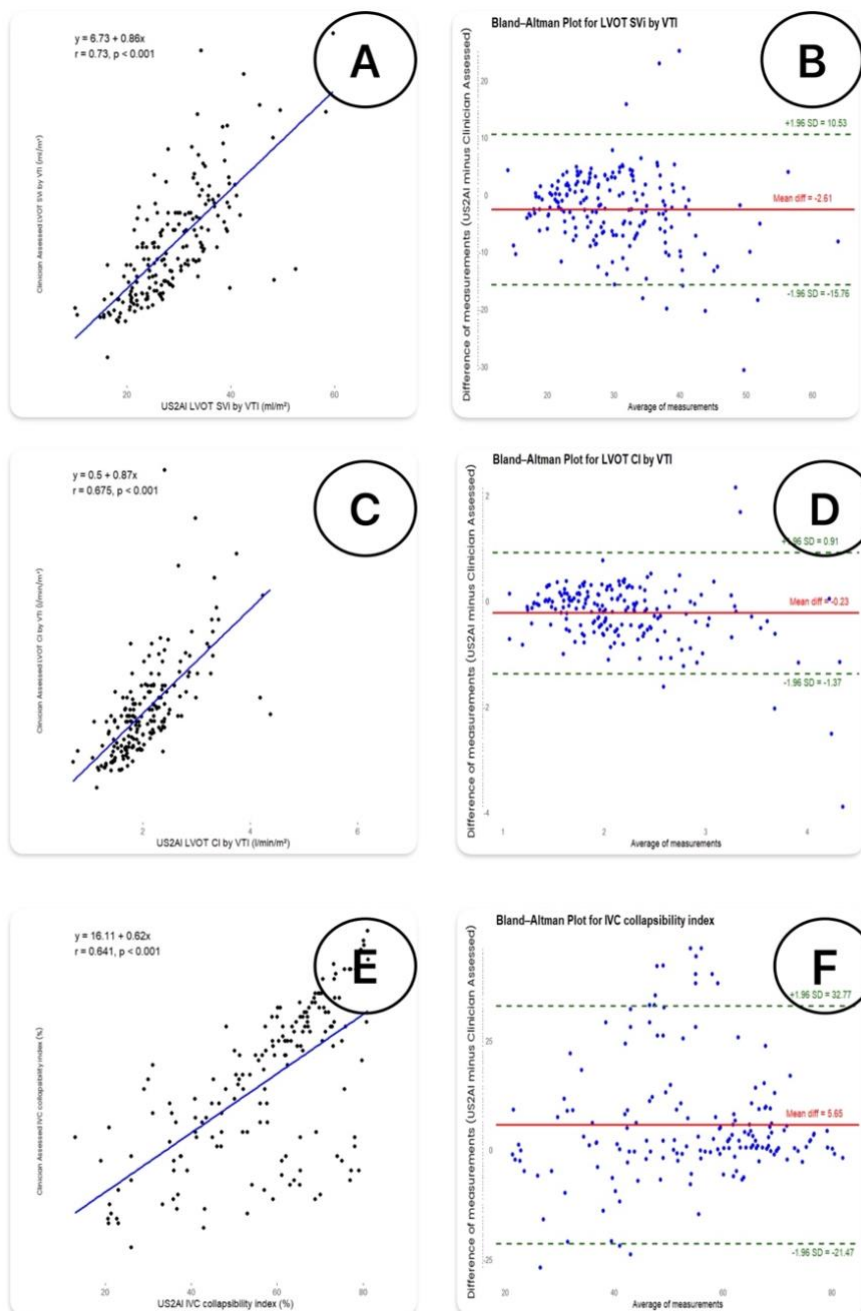 y = 6.73 + 0.86x
r = 0.73, p < 0.001
A
Clinician Assessed LVOT SVi by VTI (ml/m²)
20
40
60
US2AI LVOT SVi by VTI (ml/m²)
Bland–Altman Plot for LVOT SVi by VTI
B
Difference of measurements (US2AI minus Clinician Assessed)
20
10
0
-10
-20
-30
+1.96 SD = 10.53
Mean diff = -2.61
-1.96 SD = -15.76
20
30
40
50
60
Average of measurements
y = 0.5 + 0.87x
r = 0.675, p < 0.001
C
Clinician Assessed LVOT CI by VTI (l/min/m²)
2
4
6
US2AI LVOT CI by VTI (l/min/m²)
Bland–Altman Plot for LVOT CI by VTI
D
Difference of measurements (US2AI minus Clinician Assessed)
2
0
-2
-4
+1.96 SD = 0.91
Mean diff = -0.23
-1.96 SD = -1.37
1
2
3
4
Average of measurements
y = 16.11 + 0.62x
r = 0.641, p < 0.001
E
Clinician Assessed IVC collapsibility index (%)
20
40
60
80
US2AI IVC collapsibility index (%)
Bland–Altman Plot for IVC collapsibility index
F
Difference of measurements (US2AI minus Clinician Assessed)
25
0
-25
+1.96 SD = 32.77
Mean diff = 5.65
-1.96 SD = -21.47
20
40
60
80
Average of measurements